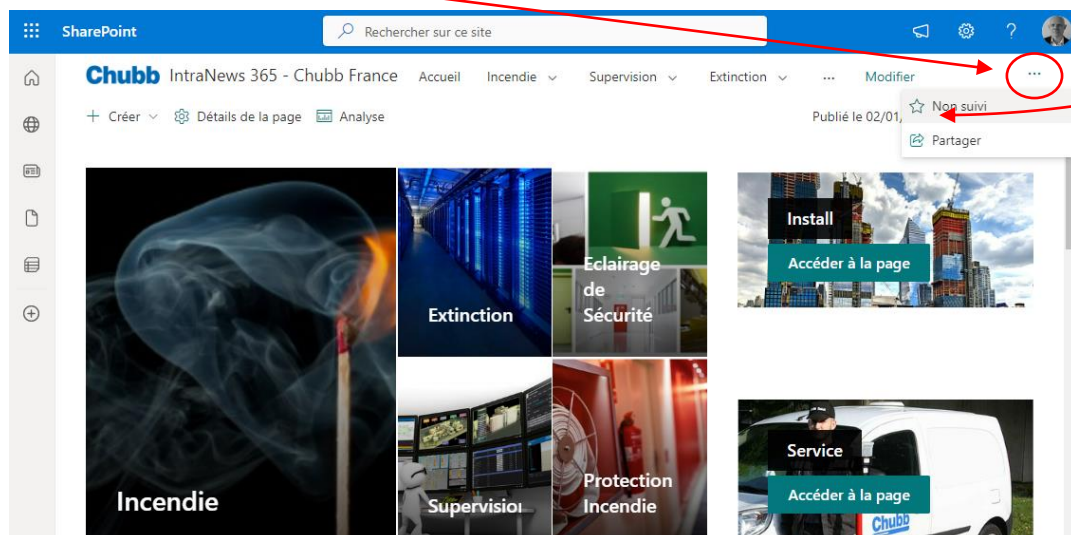 SharePoint
Rechercher sur ce site
?
Chubb IntraNews 365 - Chubb France Accueil Incendie Supervision Extinction ... Modifier ...
+ Créer Détails de la page Analyse Publié le 02/01/
Non suivi
Partager
Install
Accéder à la page
Eclairage
de
Sécurité
Extinction
Service
Accéder à la page
Protection
Incendie
Incendie
Supervision
Chubb